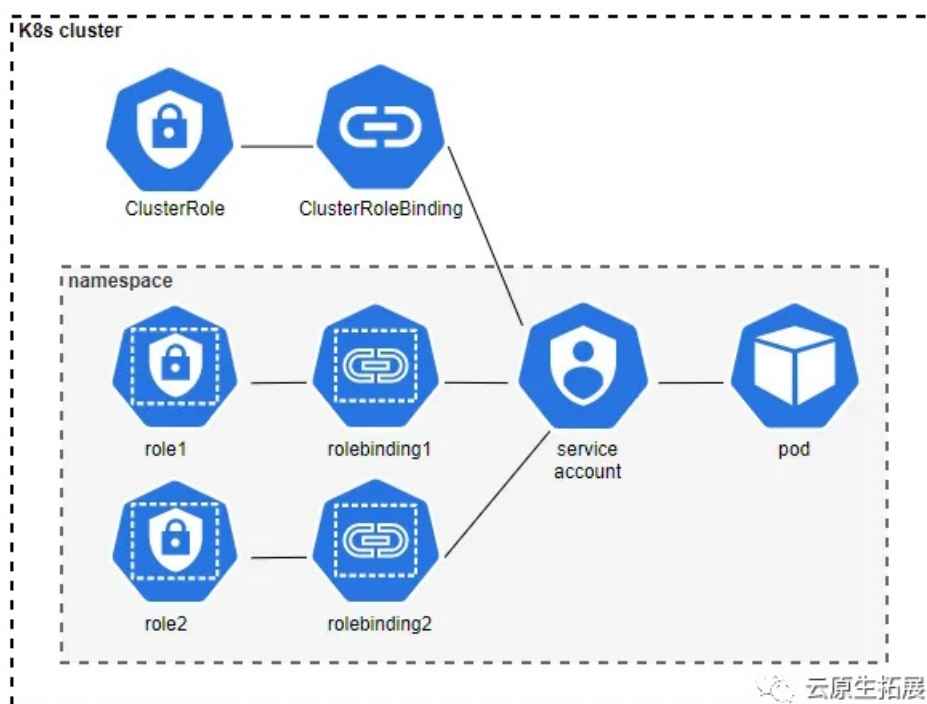 K8s cluster
ClusterRole
ClusterRoleBinding
namespace
role1
rolebinding1
service
account
pod
role2
rolebinding2
云原生拓展